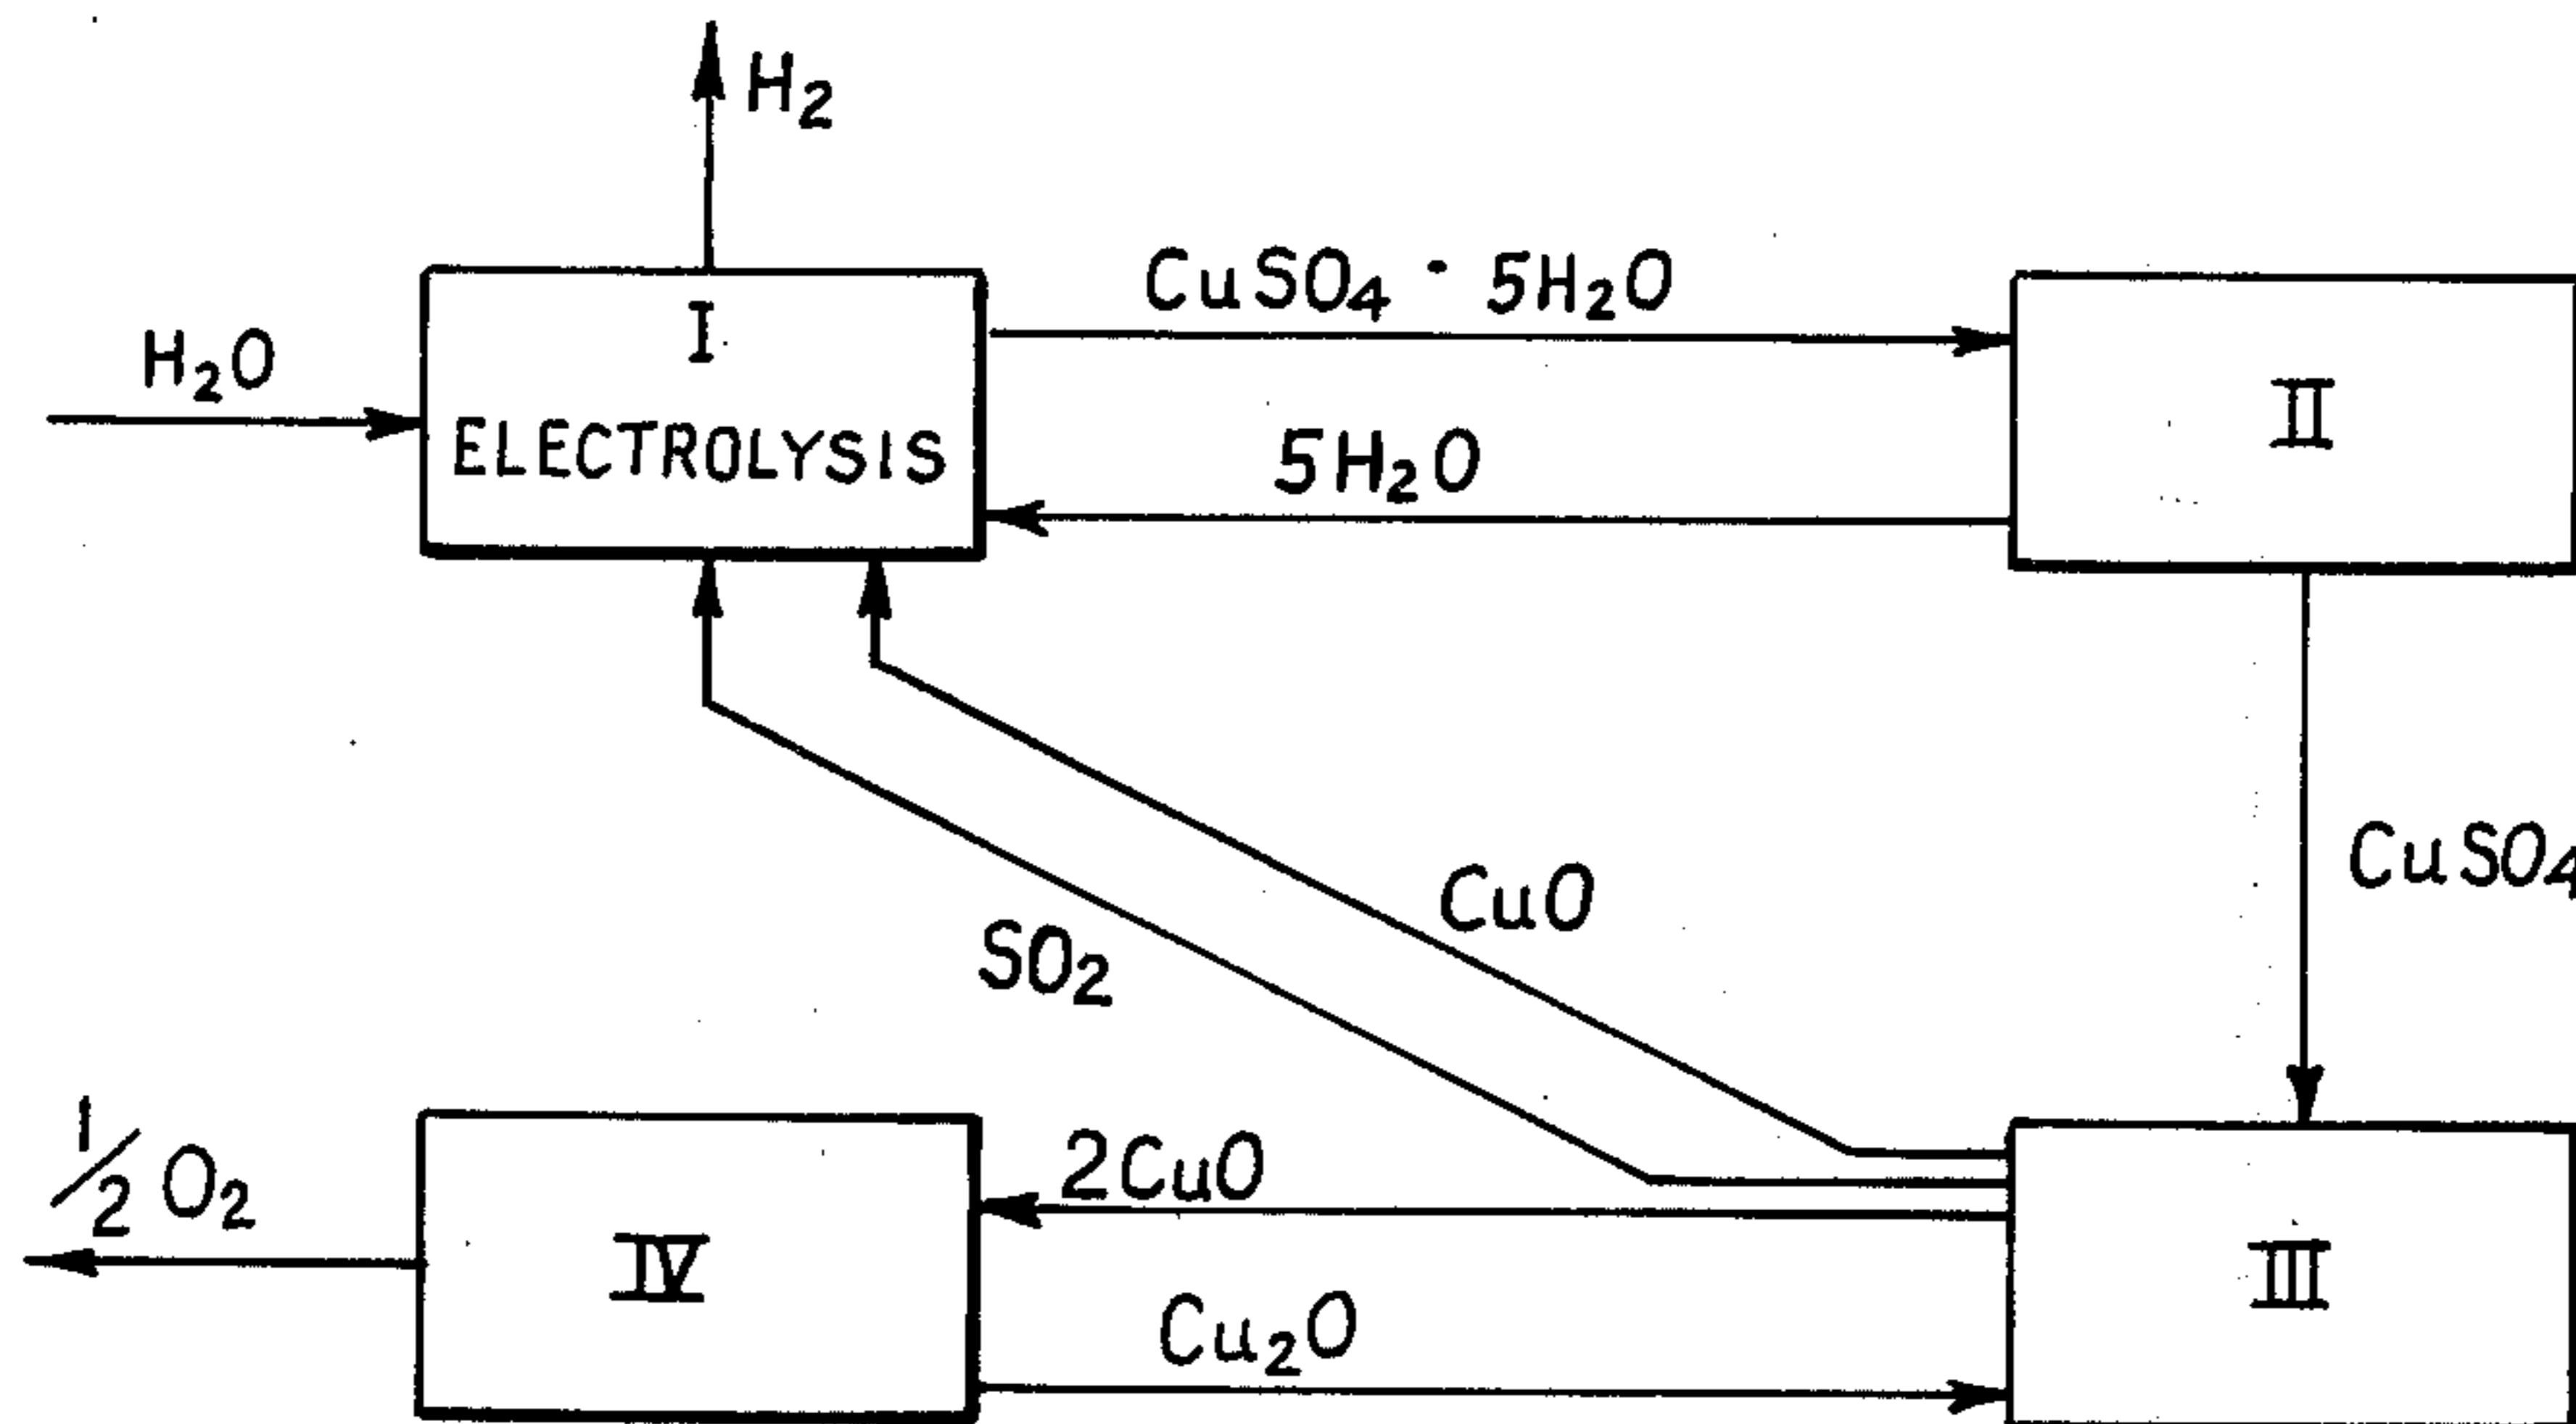 H₂
CuSO₄ · 5H₂O
I
H₂O
ELECTROLYSIS
II
5H₂O
CuSO₄
CuO
SO₂
½ O₂
2CuO
IV
III
Cu₂O